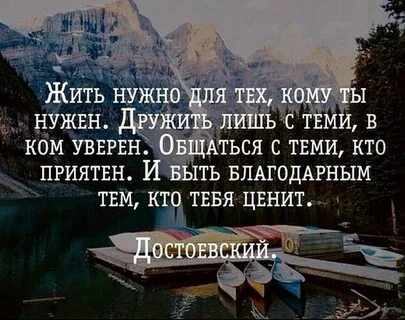 Жить нужно для тех, кому ты
нужен. Дружить лишь с теми, в
ком уверен. Общаться с теми, кто
приятен. И быть благодарным
тем, кто тебя ценит.
Достоевский.